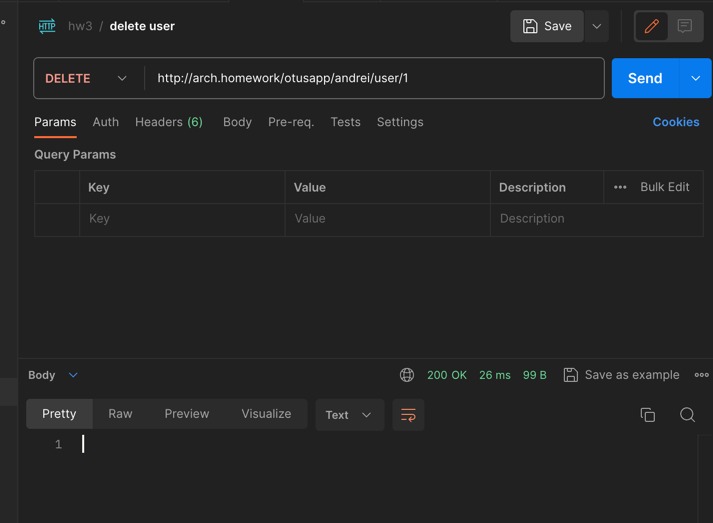 HTTP hw3 / delete user Save
DELETE http://arch.homework/otusapp/andrei/user/1 Send
Params Auth Headers (6) Body Pre-req. Tests Settings Cookies
Query Params
Key Value Description ••• Bulk Edit
Key Value Description
Body 200 OK 26 ms 99 B Save as example
Pretty Raw Preview Visualize Text
1